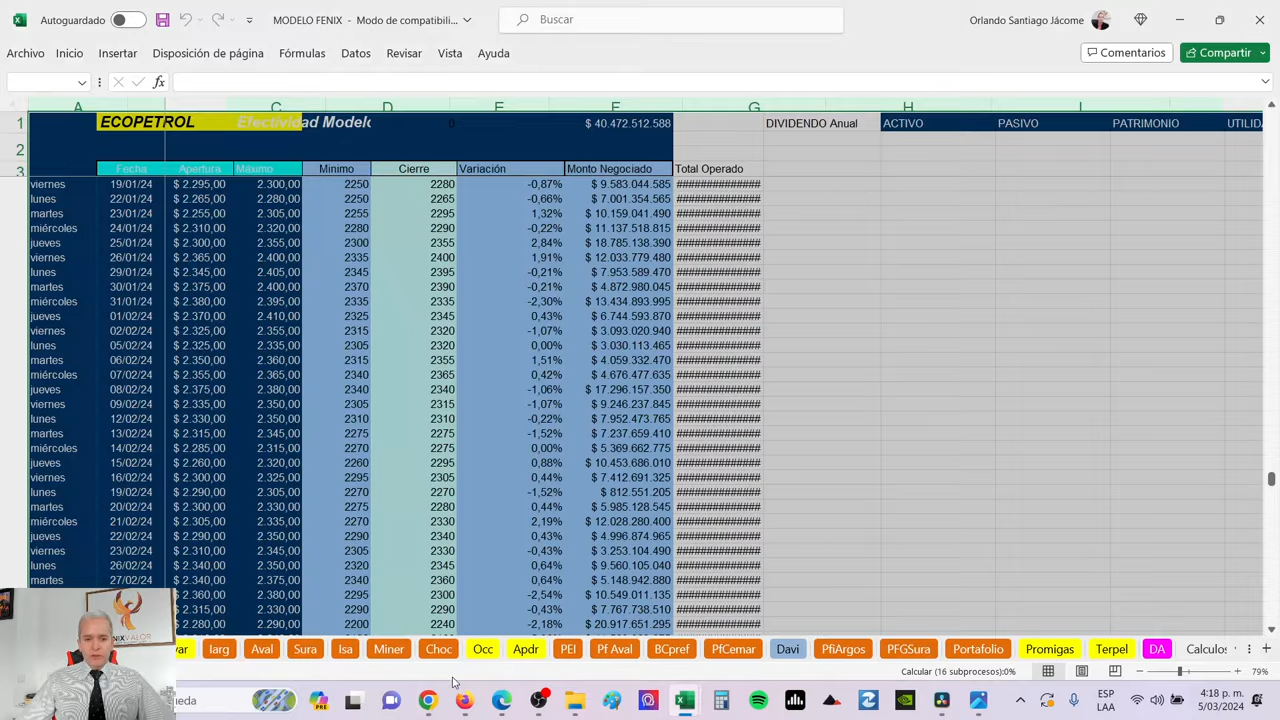 Autoguardado
MODELO FENIX - Modo de compatibili...
Buscar
Orlando Santiago Jácome
Archivo Inicio Insertar Disposición de página Fórmulas Datos Revisar Vista Ayuda
Comentarios
Compartir
fx
A C D E F G H I
1 ECOPETROL Efectividad Modelo 0 $ 40.472.512.588 DIVIDENDO Anual ACTIVO PASIVO PATRIMONIO UTILIDA
2
3 Fecha Apertura Máximo Minimo Cierre Variación Monto Negociado Total Operado
viernes 19/01/24 $ 2.295,00 2.300,00 2250 2280 -0,87% $ 9.583.044.585 ##############
lunes 22/01/24 $ 2.265,00 2.280,00 2250 2265 -0,66% $ 7.001.354.565 ##############
martes 23/01/24 $ 2.255,00 2.305,00 2255 2295 1,32% $ 10.159.041.490 ##############
miércoles 24/01/24 $ 2.310,00 2.320,00 2280 2290 -0,22% $ 11.137.518.815 ##############
jueves 25/01/24 $ 2.300,00 2.355,00 2300 2355 2,84% $ 18.785.138.390 ##############
viernes 26/01/24 $ 2.365,00 2.400,00 2335 2400 1,91% $ 12.033.779.480 ##############
lunes 29/01/24 $ 2.345,00 2.405,00 2345 2395 -0,21% $ 7.953.589.470 ##############
martes 30/01/24 $ 2.375,00 2.400,00 2370 2390 -0,21% $ 4.872.980.045 ##############
miércoles 31/01/24 $ 2.380,00 2.395,00 2335 2335 -2,30% $ 13.434.893.995 ##############
jueves 01/02/24 $ 2.370,00 2.410,00 2325 2345 0,43% $ 6.744.593.870 ##############
viernes 02/02/24 $ 2.325,00 2.355,00 2315 2320 -1,07% $ 3.093.020.940 ##############
lunes 05/02/24 $ 2.325,00 2.335,00 2305 2320 0,00% $ 3.030.113.465 ##############
martes 06/02/24 $ 2.350,00 2.360,00 2315 2355 1,51% $ 4.059.332.470 ##############
miércoles 07/02/24 $ 2.355,00 2.365,00 2340 2365 0,42% $ 4.676.477.635 ##############
jueves 08/02/24 $ 2.375,00 2.380,00 2340 2340 -1,06% $ 17.296.157.350 ##############
viernes 09/02/24 $ 2.335,00 2.350,00 2305 2315 -1,07% $ 9.246.237.845 ##############
lunes 12/02/24 $ 2.330,00 2.350,00 2310 2310 -0,22% $ 7.952.473.765 ##############
martes 13/02/24 $ 2.315,00 2.345,00 2275 2275 -1,52% $ 7.237.659.410 ##############
miércoles 14/02/24 $ 2.285,00 2.315,00 2270 2275 0,00% $ 5.369.662.775 ##############
jueves 15/02/24 $ 2.260,00 2.320,00 2260 2295 0,88% $ 10.453.686.010 ##############
viernes 16/02/24 $ 2.300,00 2.325,00 2295 2305 0,44% $ 7.412.691.325 ##############
lunes 19/02/24 $ 2.290,00 2.305,00 2270 2270 -1,52% $ 812.551.205 ##############
martes 20/02/24 $ 2.300,00 2.330,00 2275 2280 0,44% $ 5.985.128.545 ##############
miércoles 21/02/24 $ 2.305,00 2.335,00 2270 2330 2,19% $ 12.028.280.400 ##############
jueves 22/02/24 $ 2.290,00 2.350,00 2290 2340 0,43% $ 4.996.874.965 ##############
viernes 23/02/24 $ 2.310,00 2.345,00 2305 2330 -0,43% $ 3.253.104.490 ##############
lunes 26/02/24 $ 2.340,00 2.350,00 2320 2345 0,64% $ 9.560.105.040 ##############
martes 27/02/24 $ 2.340,00 2.375,00 2340 2360 0,64% $ 5.148.942.880 ##############
$ 2.360,00 2.380,00 2295 2300 -2,54% $ 10.549.011.135 ##############
$ 2.315,00 2.330,00 2290 2290 -0,43% $ 7.767.738.510 ##############
$ 2.280,00 2.290,00 2200 2240 -2,18% $ 20.917.651.295 ##############
NIXVALOR
var Iarg Aval Sura Isa Miner Choc Occ Apdr PEI Pf Aval BCpref PfCemar Davi PfiArgos PFGSura Portafolio Promigas Terpel DA Calculos
Calcular (16 subprocesos):0% 79%
ueda
PRE
ESP
LAA
4:18 p. m.
5/03/2024